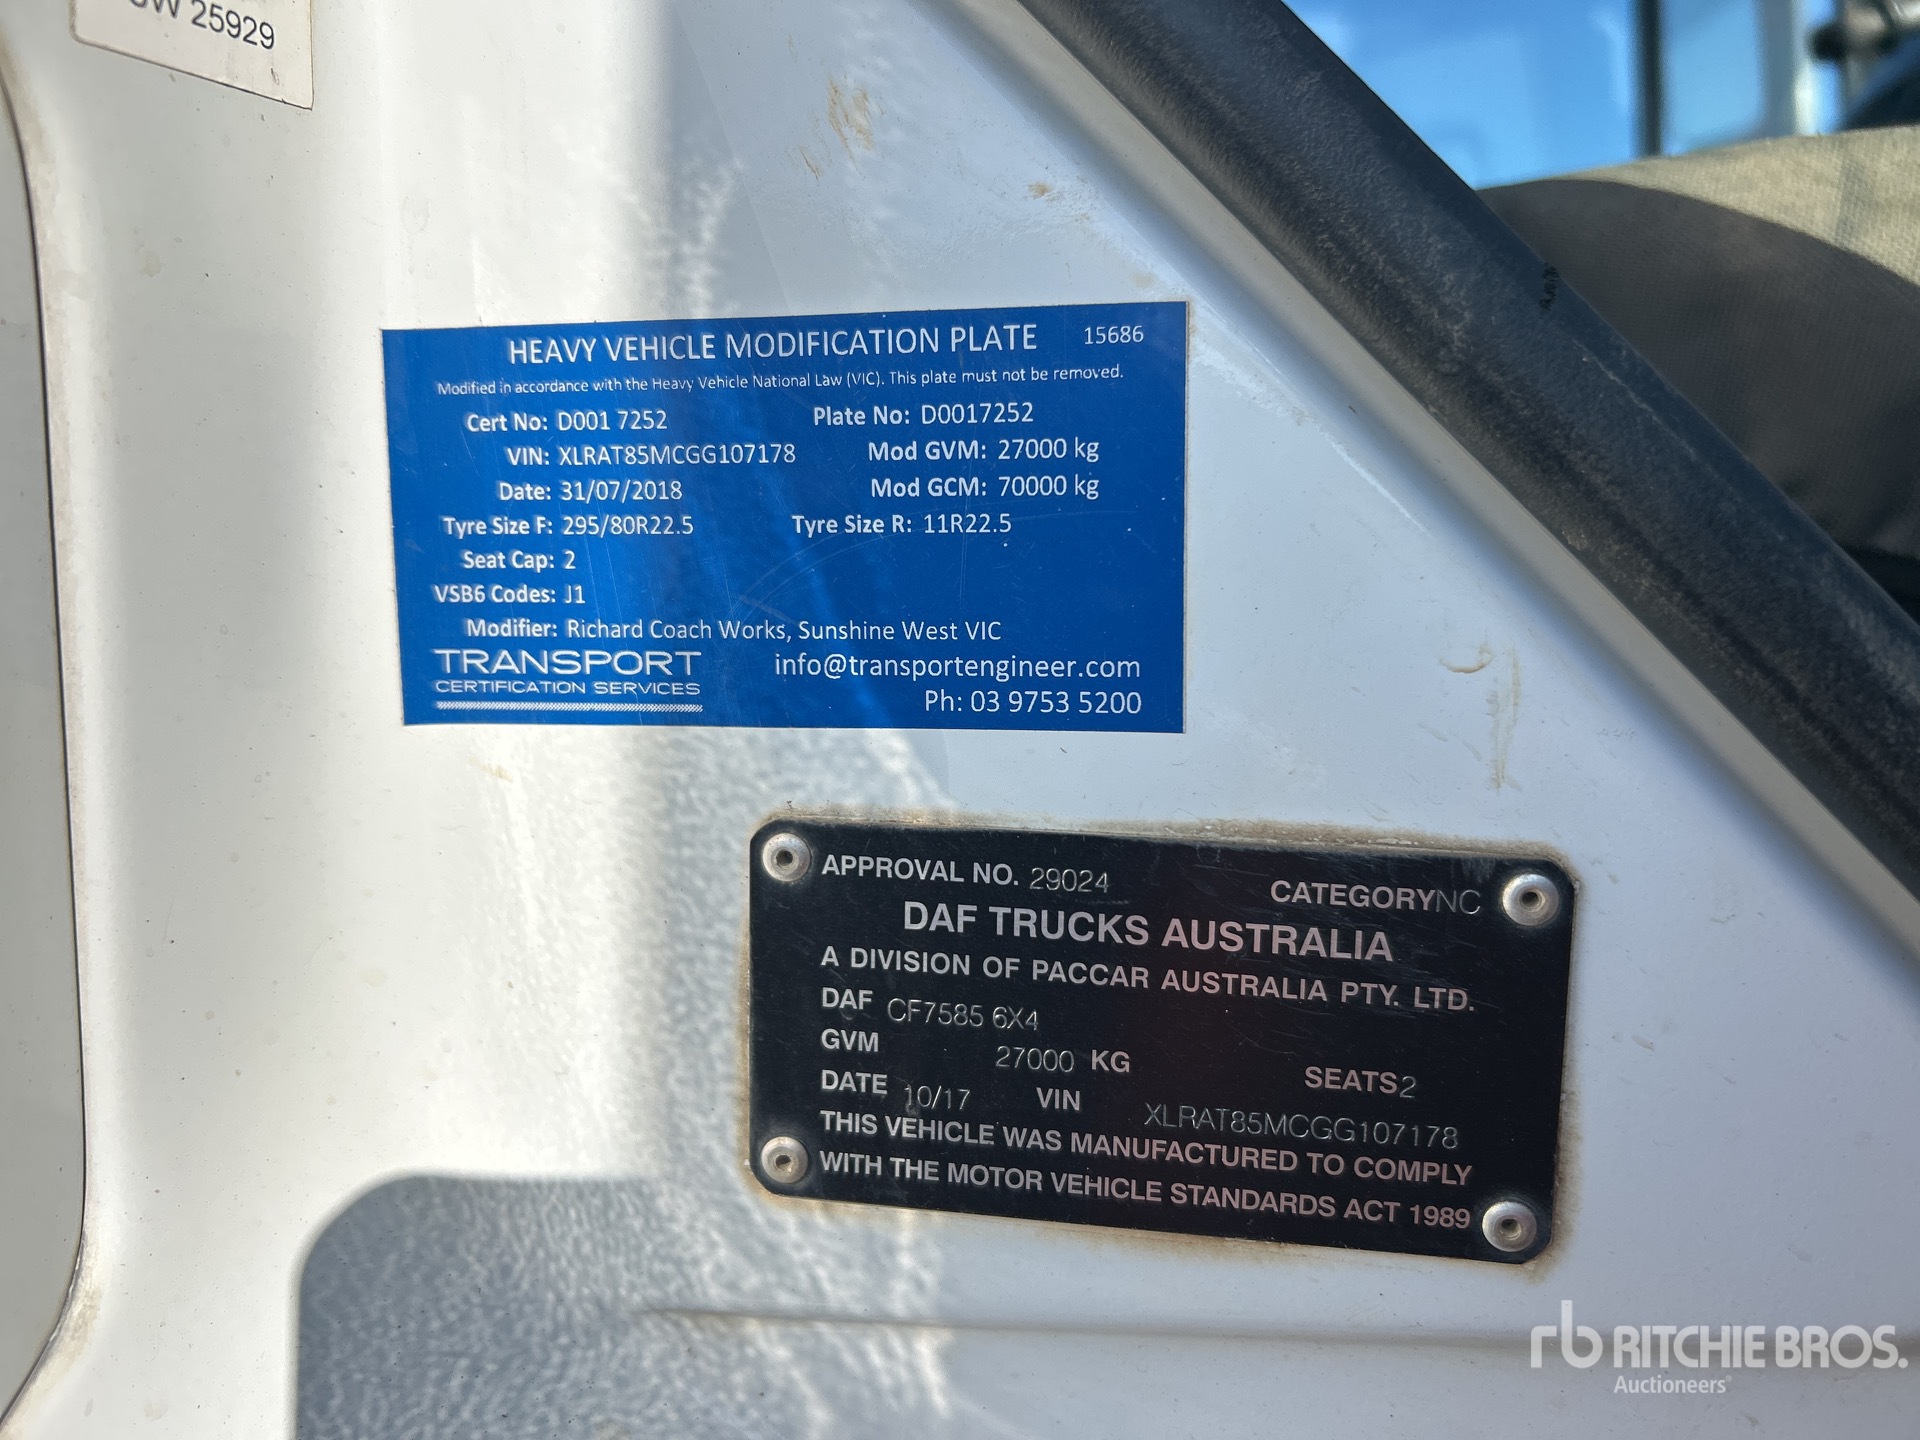 25929
HEAVY VEHICLE MODIFICATION PLATE 15686
Modified in accordance with the Heavy Vehicle National Law (VIC). This plate must not be removed.
Cert No: D001 7252 Plate No: D0017252
VIN: XLRAT85MCGG107178 Mod GVM: 27000 kg
Date: 31/07/2018 Mod GCM: 70000 kg
Tyre Size F: 295/80R22.5 Tyre Size R: 11R22.5
Seat Cap: 2
VSB6 Codes: J1
Modifier: Richard Coach Works, Sunshine West VIC
TRANSPORT info@transportengineer.com
CERTIFICATION SERVICES Ph: 03 9753 5200
APPROVAL NO. 29024 CATEGORY NC
DAF TRUCKS AUSTRALIA
A DIVISION OF PACCAR AUSTRALIA PTY. LTD.
DAF CF7585 6X4
GVM 27000 KG SEATS 2
DATE 10/17 VIN XLRAT85MCGG107178
THIS VEHICLE WAS MANUFACTURED TO COMPLY
WITH THE MOTOR VEHICLE STANDARDS ACT 1989
rb RITCHIE BROS.
Auctioneers